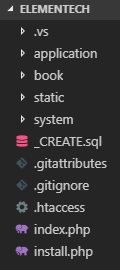 ELEMENTECH
.vs
application
book
static
system
_CREATE.sql
.gitattributes
.gitignore
.htaccess
index.php
install.php